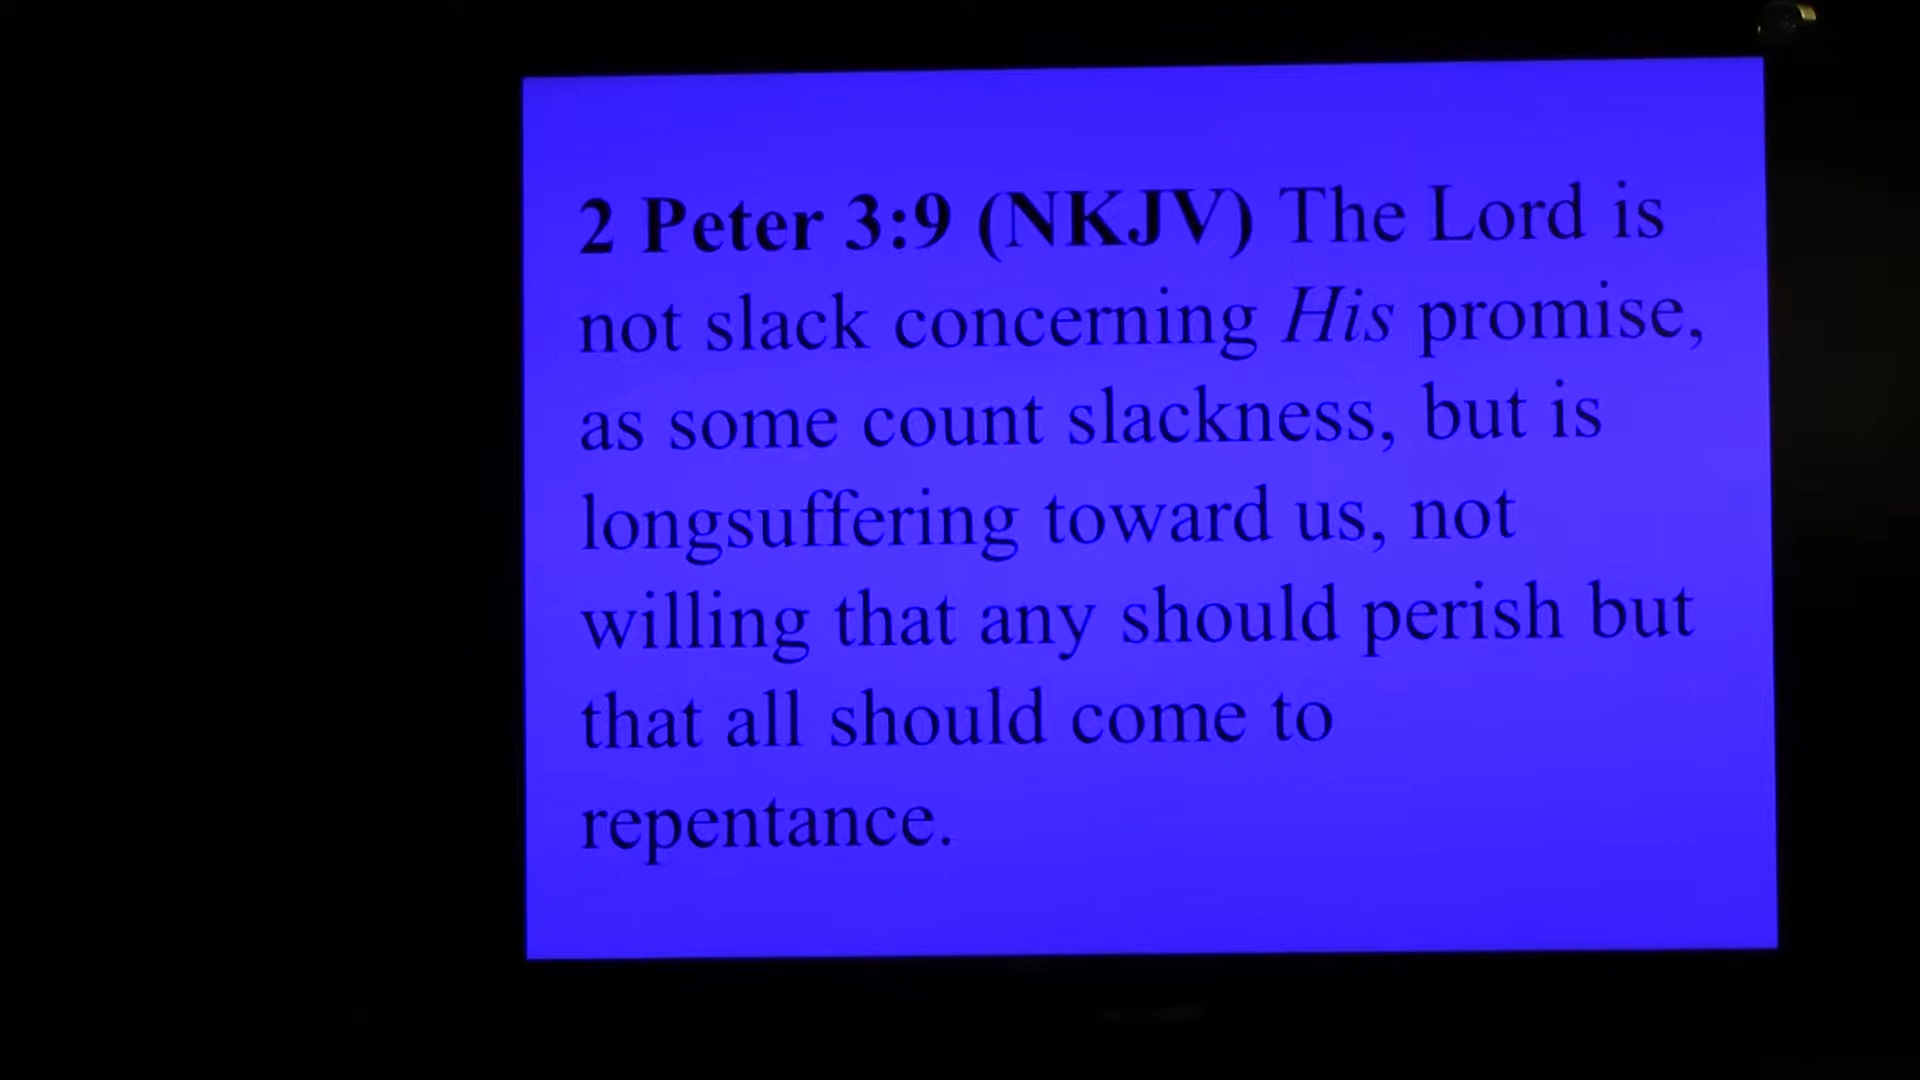 2 Peter 3:9 (NKJV) The Lord is
not slack concerning His promise,
as some count slackness, but is
longsuffering toward us, not
willing that any should perish but
that all should come to
repentance.